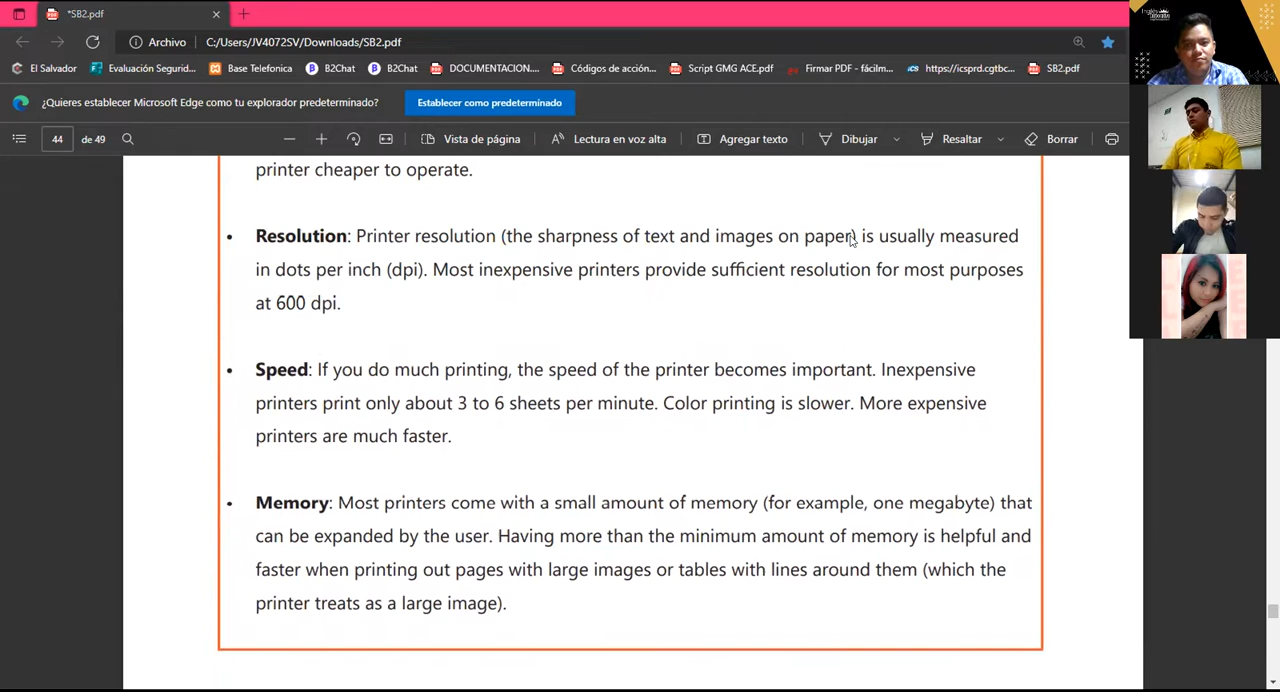 *SB2.pdf
Archivo C:/Users/JV4072SV/Downloads/SB2.pdf
El Salvador Evaluación Segurid... Base Telefonica B2Chat B2Chat DOCUMENTATION.... Códigos de acción... Script GMG ACE.pdf Firmar PDF - fácilm... https://icsprd.cgtbc... SB2.pdf
¿Quieres establecer Microsoft Edge como tu explorador predeterminado? Establecer como predeterminado
44 de 49 Vista de página Lectura en voz alta Agregar texto Dibujar Resaltar Borrar
printer cheaper to operate.
• Resolution: Printer resolution (the sharpness of text and images on paper) is usually measured
in dots per inch (dpi). Most inexpensive printers provide sufficient resolution for most purposes
at 600 dpi.
• Speed: If you do much printing, the speed of the printer becomes important. Inexpensive
printers print only about 3 to 6 sheets per minute. Color printing is slower. More expensive
printers are much faster.
• Memory: Most printers come with a small amount of memory (for example, one megabyte) that
can be expanded by the user. Having more than the minimum amount of memory is helpful and
faster when printing out pages with large images or tables with lines around them (which the
printer treats as a large image).